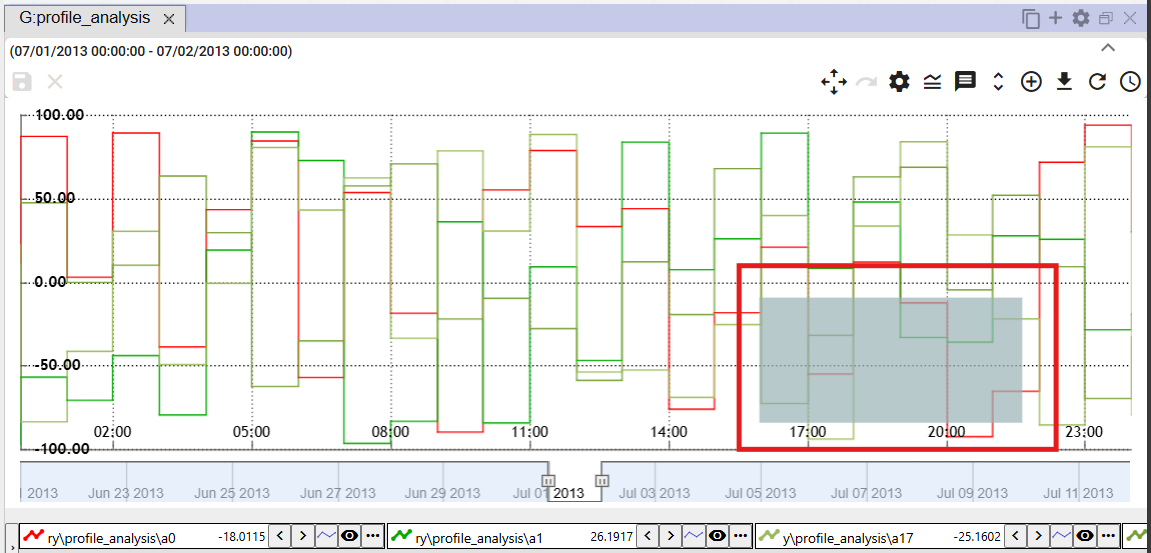 G:profile_analysis
(07/01/2013 00:00:00 - 07/02/2013 00:00:00)
100.00
50.00
0.00
-50.00
-100.00
02:00 05:00 08:00 11:00 14:00 17:00 20:00 23:00
2013 Jun 23 2013 Jun 25 2013 Jun 27 2013 Jun 29 2013 Jul 01 2013 Jul 03 2013 Jul 05 2013 Jul 07 2013 Jul 09 2013 Jul 11 2013
ry\profile_analysis\a0 -18.0115 ry\profile_analysis\a1 26.1917 y\profile_analysis\a17 -25.1602